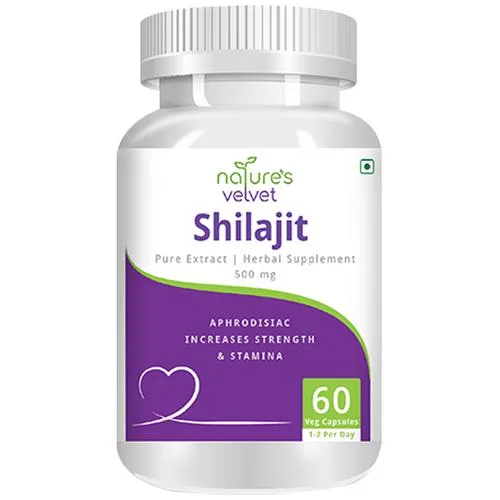 nature's
velvet
Shilajit
Pure Extract | Herbal Supplement
500 mg
APHRODISIAC
INCREASES STRENGTH
& STAMINA
60
Veg Capsules
1-2 Per Day